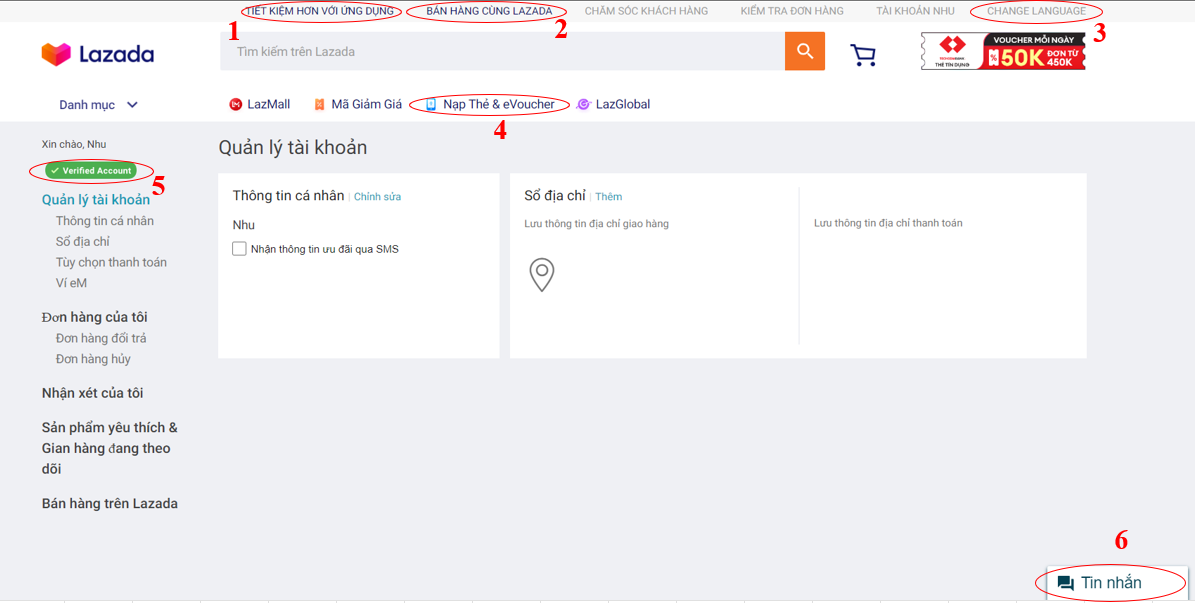 TIẾT KIỆM HƠN VỚI ỨNG DỤNG BÁN HÀNG CÙNG LAZADA CHĂM SÓC KHÁCH HÀNG KIỂM TRA ĐƠN HÀNG TÀI KHOẢN NHU CHANGE LANGUAGE
1 2 3
Lazada Tìm kiếm trên Lazada
VOUCHER MỖI NGÀY
50K ĐƠN TỪ 450K
THẺ TÍN DỤNG
Danh mục LazMall Mã Giảm Giá Nạp Thẻ & eVoucher LazGlobal
4
Xin chào, Nhu
Verified Account
5
Quản lý tài khoản
Thông tin cá nhân
Sổ địa chỉ
Tùy chọn thanh toán
Ví eM
Đơn hàng của tôi
Đơn hàng đổi trả
Đơn hàng hủy
Nhận xét của tôi
Sản phẩm yêu thích &
Gian hàng đang theo
dõi
Bán hàng trên Lazada
Quản lý tài khoản
Thông tin cá nhân | Chỉnh sửa
Nhu
Nhận thông tin ưu đãi qua SMS
Sổ địa chỉ | Thêm
Lưu thông tin địa chỉ giao hàng
Lưu thông tin địa chỉ thanh toán
6
Tin nhắn